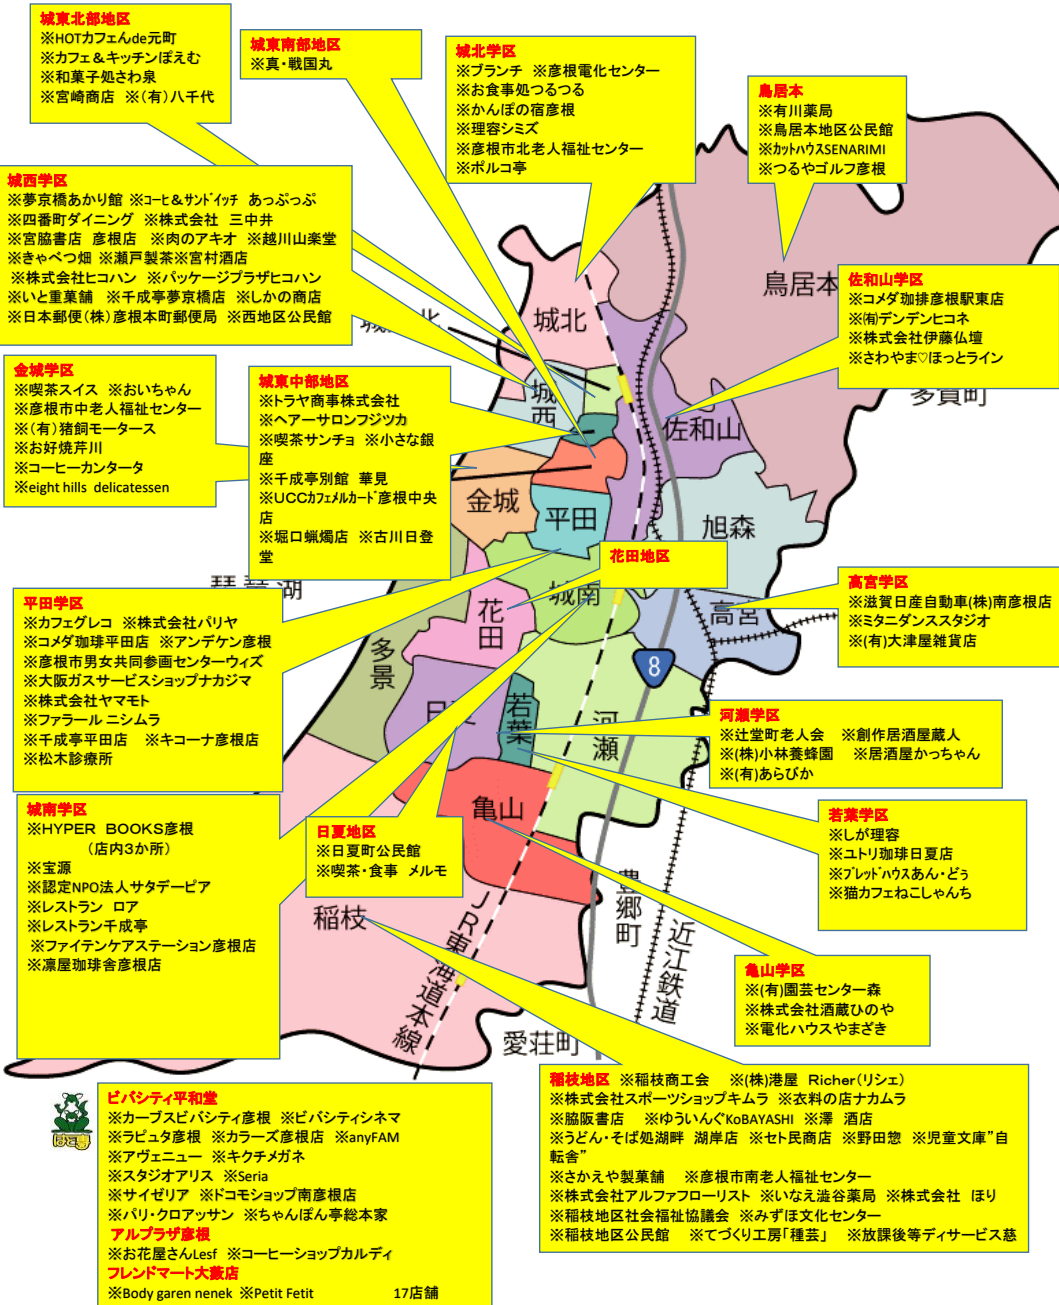 城東北部地区
※HOTカフェんde元町
※カフェ＆キッチンぽえむ
※和菓子処さわ泉
※宮崎商店 ※(有)八千代
城東南部地区
※真・戦国丸
城北学区
※ブランチ ※彦根電化センター
※お食事処つるつる
※かんぽの宿彦根
※理容シミズ
※彦根市北老人福祉センター
※ポルコ亭
鳥居本
※有川薬局
※鳥居本地区公民館
※カットハウスSENARIMI
※つるやゴルフ彦根
城西学区
※夢京橋あかり館 ※コーヒ＆サンドイッチ あっぷっぷ
※四番町ダイニング ※株式会社 三中井
※宮脇書店 彦根店 ※肉のアキオ ※越川山楽堂
※きゃべつ畑 ※瀬戸製茶※宮村酒店
※株式会社ヒコハン ※パッケージプラザヒコハン
※いと重菓舗 ※千成亭夢京橋店 ※しかの商店
※日本郵便(株)彦根本町郵便局 ※西地区公民館
佐和山学区
※コメダ珈排彦根駅東店
※㈲デンデンヒコネ
※株式会社伊藤仏壇
※さわやま♡ほっとライン
金城学区
※喫茶スイス ※おいちゃん
※彦根市中老人福祉センター
※(有)猪飼モータース
※お好焼芹川
※コーヒーカンタータ
※eight hills delicatessen
城東中部地区
※トラヤ商事株式会社
※ヘアーサロンフジツカ
※喫茶サンチョ ※小さな銀
座
※千成亭別館 華見
※UCCカフェメルカード彦根中央
店
※堀口蝋燭店 ※古川日登
堂
鳥居本
城北
城西
佐和山
多賀町
金城
平田
旭森
花田地区
城南
花田
高宮
多景
8
若葉
河瀬
亀山
稲枝
豊郷町
近江鉄道
JR東海道本線
愛荘町
平田学区
※カフェグレコ ※株式会社パリヤ
※コメダ珈琲平田店 ※アンデケン彦根
※彦根市男女共同参画センターウィズ
※大阪ガスサービスショップナカジマ
※株式会社ヤマモト
※ファラール ニシムラ
※千成亭平田店 ※キコーナ彦根店
※松木診療所
高宮学区
※滋賀日産自動車(株)南彦根店
※ミタニダンススタジオ
※(有)大津屋雑貨店
河瀬学区
※辻堂町老人会 ※創作居酒屋蔵人
※(株)小林養蜂園 ※居酒屋かっちゃん
※(有)あらびか
城南学区
※HYPER BOOKS彦根
（店内3か所）
※宝源
※認定NPO法人サタデーピア
※レストラン ロア
※レストラン千成亭
※ファイテンケアステーション彦根店
※凛屋珈琲舎彦根店
日夏地区
※日夏町公民館
※喫茶・食事 メルモ
若葉学区
※しが理容
※ユトリ珈琲日夏店
※ブレッドハウスあん・どぅ
※猫カフェねこしゃんち
亀山学区
※(有)園芸センター森
※株式会社酒蔵ひのや
※電化ハウスやまざき
稲枝地区 ※稲枝商工会 ※(株)港屋 Richer(リシェ)
※株式会社スポーツショップキムラ ※衣料の店ナカムラ
※脇阪書店 ※ゆういんぐKoBAYASHI ※澤 酒店
※うどん・そば処湖畔 湖岸店 ※セト民商店 ※野田惣 ※児童文庫”自
転舎”
※さかえや製菓舗 ※彦根市南老人福祉センター
※株式会社アルファフローリスト ※いなえ澁谷薬局 ※株式会社 ほり
※稲枝地区社会福祉協議会 ※みずほ文化センター
※稲枝地区公民館 ※てづくり工房「種芸」 ※放課後等ディサービス慈
ビバシティ平和堂
※カーブスビバシティ彦根 ※ビバシティシネマ
※ラピュタ彦根 ※カラーズ彦根店 ※anyFAM
※アヴェニュー ※キクチメガネ
※スタジオアリス ※Seria
※サイゼリア ※ドコモショップ南彦根店
※パリ・クロアッサン ※ちゃんぽん亭総本家
アルプラザ彦根
※お花屋さんLesf ※コーヒーショップカルディ
フレンドマート大藪店
※Body garen nenek ※Petit Fetit 17店舗